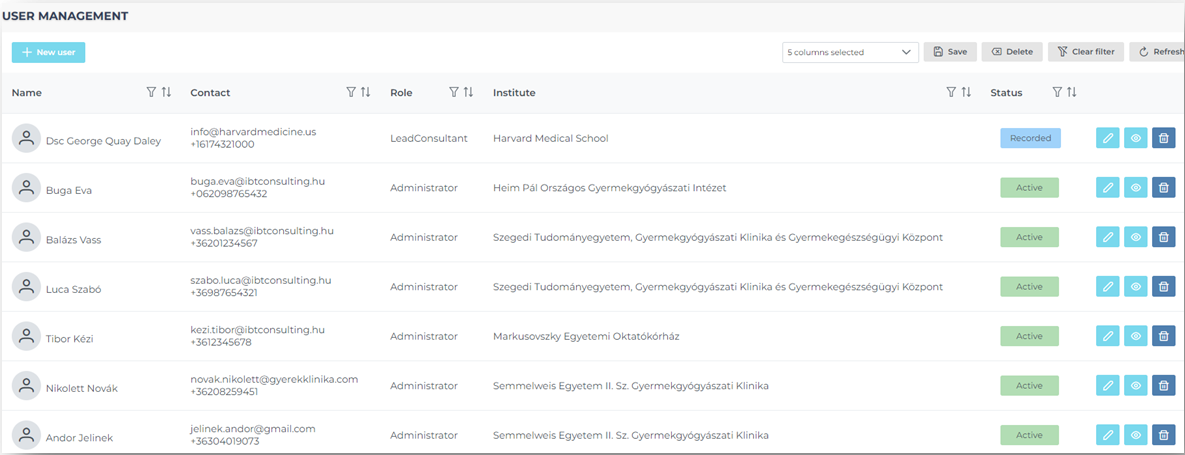 USER MANAGEMENT
New user
5 columns selected
Save
Delete
Clear filter
Refresh
Name
Contact
Role
Institute
Status
Dsc George Quay Daley
info@harvardmedicine.us
+16174321000
LeadConsultant
Harvard Medical School
Recorded
Buga Eva
buga.eva@ibtconsulting.hu
+062098765432
Administrator
Heim Pál Országos Gyermekgyógyászati Intézet
Active
Balázs Vass
vass.balazs@ibtconsulting.hu
+36201234567
Administrator
Szegedi Tudományegyetem, Gyermekgyógyászati Klinika és Gyermekegészségügyi Központ
Active
Luca Szabó
szabo.luca@ibtconsulting.hu
+36987654321
Administrator
Szegedi Tudományegyetem, Gyermekgyógyászati Klinika és Gyermekegészségügyi Központ
Active
Tibor Kézi
kezi.tibor@ibtconsulting.hu
+3612345678
Administrator
Markusovszky Egyetemi Oktatókórház
Active
Nikolett Novák
novak.nikolett@gyerekklinika.com
+36208259451
Administrator
Semmelweis Egyetem II. Sz. Gyermekgyógyászati Klinika
Active
Andor Jelinek
jelinek.andor@gmail.com
+36304019073
Administrator
Semmelweis Egyetem II. Sz. Gyermekgyógyászati Klinika
Active